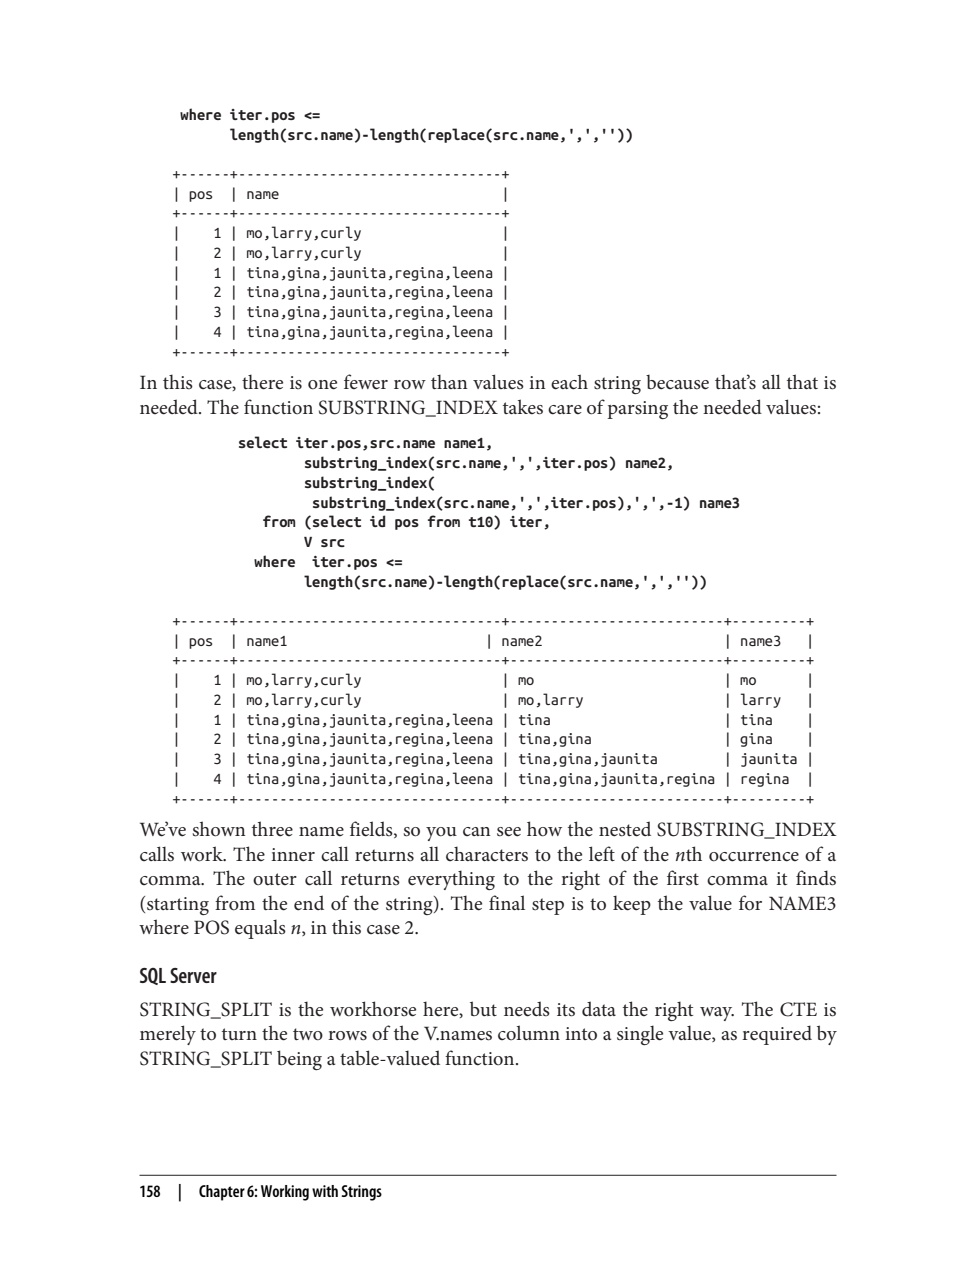 where iter.pos <=
      length(src.name)-length(replace(src.name,',',''))
+------+--------------------------------+
| pos  | name                           |
+------+--------------------------------+
|    1 | mo,larry,curly                 |
|    2 | mo,larry,curly                 |
|    1 | tina,gina,jaunita,regina,leena |
|    2 | tina,gina,jaunita,regina,leena |
|    3 | tina,gina,jaunita,regina,leena |
|    4 | tina,gina,jaunita,regina,leena |
+------+--------------------------------+
In this case, there is one fewer row than values in each string because that’s all that is
needed. The function SUBSTRING_INDEX takes care of parsing the needed values:
select iter.pos,src.name name1,
        substring_index(src.name,',',iter.pos) name2,
        substring_index(
         substring_index(src.name,',',iter.pos),',',-1) name3
   from (select id pos from t10) iter,
        V src
  where  iter.pos <=
        length(src.name)-length(replace(src.name,',',''))
+------+--------------------------------+--------------------------+---------+
| pos  | name1                        | name2                      | name3   |
+------+--------------------------------+--------------------------+---------+
|    1 | mo,larry,curly                 | mo                       | mo      |
|    2 | mo,larry,curly                 | mo,larry                 | larry   |
|    1 | tina,gina,jaunita,regina,leena | tina                     | tina    |
|    2 | tina,gina,jaunita,regina,leena | tina,gina                | gina    |
|    3 | tina,gina,jaunita,regina,leena | tina,gina,jaunita        | jaunita |
|    4 | tina,gina,jaunita,regina,leena | tina,gina,jaunita,regina | regina  |
+------+--------------------------------+--------------------------+---------+
We’ve shown three name fields, so you can see how the nested SUBSTRING_INDEX
calls work. The inner call returns all characters to the left of the nth occurrence of a
comma. The outer call returns everything to the right of the first comma it finds
(starting from the end of the string). The final step is to keep the value for NAME3
where POS equals n, in this case 2.
SQL Server
STRING_SPLIT is the workhorse here, but needs its data the right way. The CTE is
merely to turn the two rows of the V.names column into a single value, as required by
STRING_SPLIT being a table-valued function.
158 | Chapter 6: Working with Strings